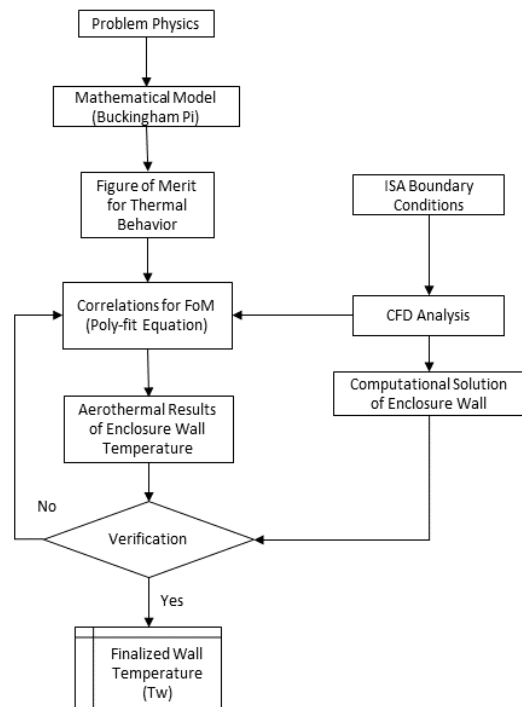 Problem Physics
Mathematical Model
(Buckingham Pi)
Figure of Merit
for Thermal
Behavior
ISA Boundary
Conditions
Correlations for FoM
(Poly-fit Equation)
CFD Analysis
Computational Solution
of Enclosure Wall
Aerothermal Results
of Enclosure Wall
Temperature
No
Verification
Yes
Finalized Wall
Temperature
(Tw)